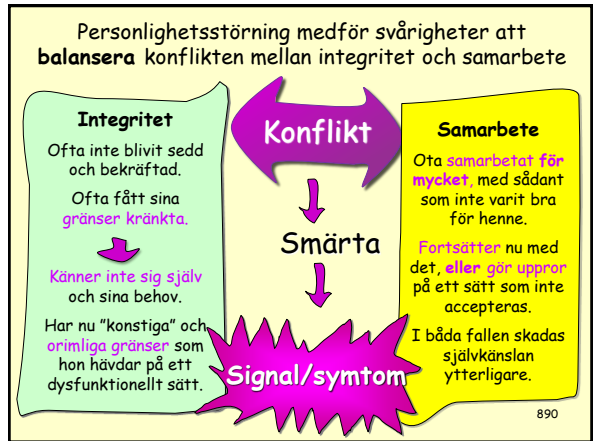 Personlighetsstörning medför svårigheter att
balansera konflikten mellan integritet och samarbete
Integritet
Ofta inte blivit sedd
och bekräftad.
Ofta fått sina
gränser kränkta.
Känner inte sig själv
och sina behov.
Har nu ”konstiga” och
orimliga gränser som
hon hävdar på ett
dysfunktionellt sätt.
Konflikt
Smärta
Signal/symtom
Samarbete
Ota samarbetat för
mycket, med sådant
som inte varit bra
för henne.
Fortsätter nu med
det, eller gör uppror
på ett sätt som inte
accepteras.
I båda fallen skadas
självkänslan
ytterligare.
890